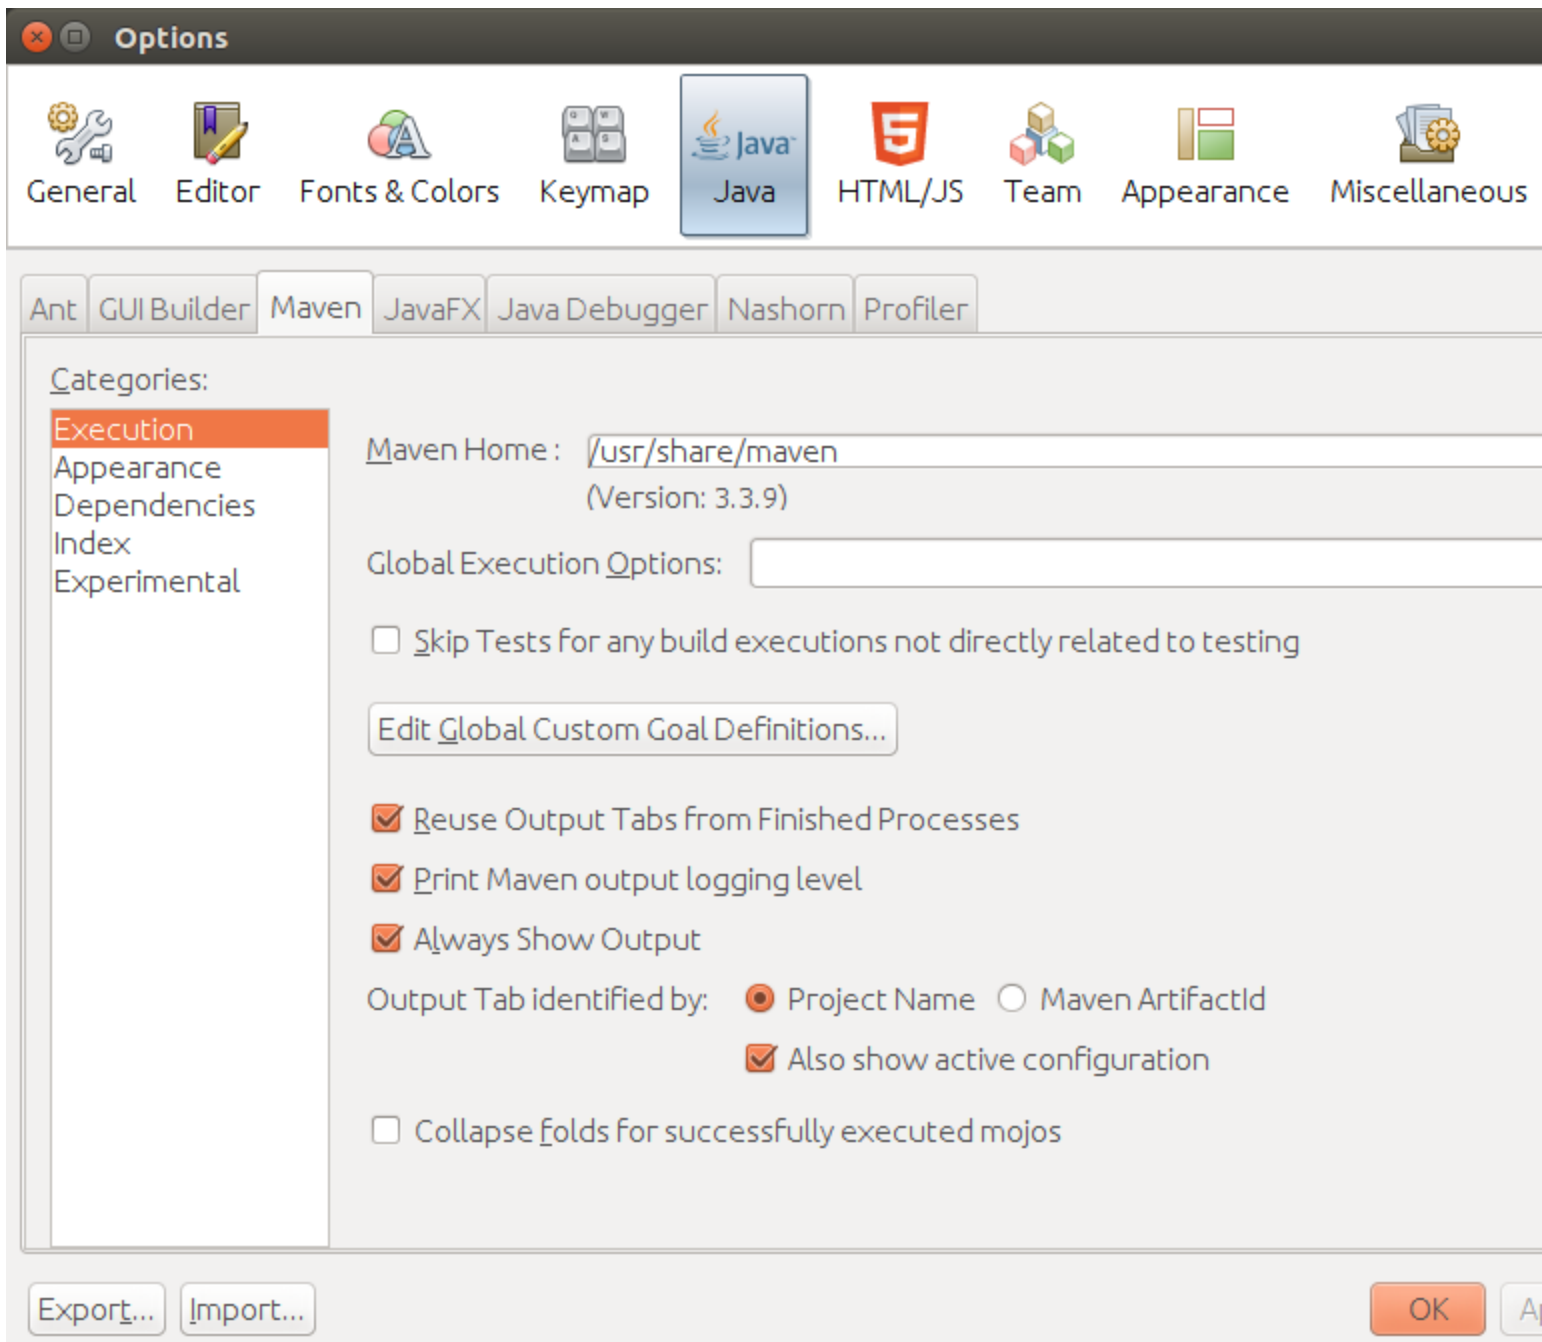 Options
General Editor Fonts & Colors Keymap Java Java HTML/JS Team Appearance Miscellaneous
Ant GUI Builder Maven JavaFX Java Debugger Nashorn Profiler
Categories:
Execution
Appearance
Dependencies
Index
Experimental
Maven Home : /usr/share/maven
(Version: 3.3.9)
Global Execution Options:
Skip Tests for any build executions not directly related to testing
Edit Global Custom Goal Definitions...
Reuse Output Tabs from Finished Processes
Print Maven output logging level
Always Show Output
Output Tab identified by: Project Name Maven ArtifactId
Also show active configuration
Collapse folds for successfully executed mojos
Export... Import... OK